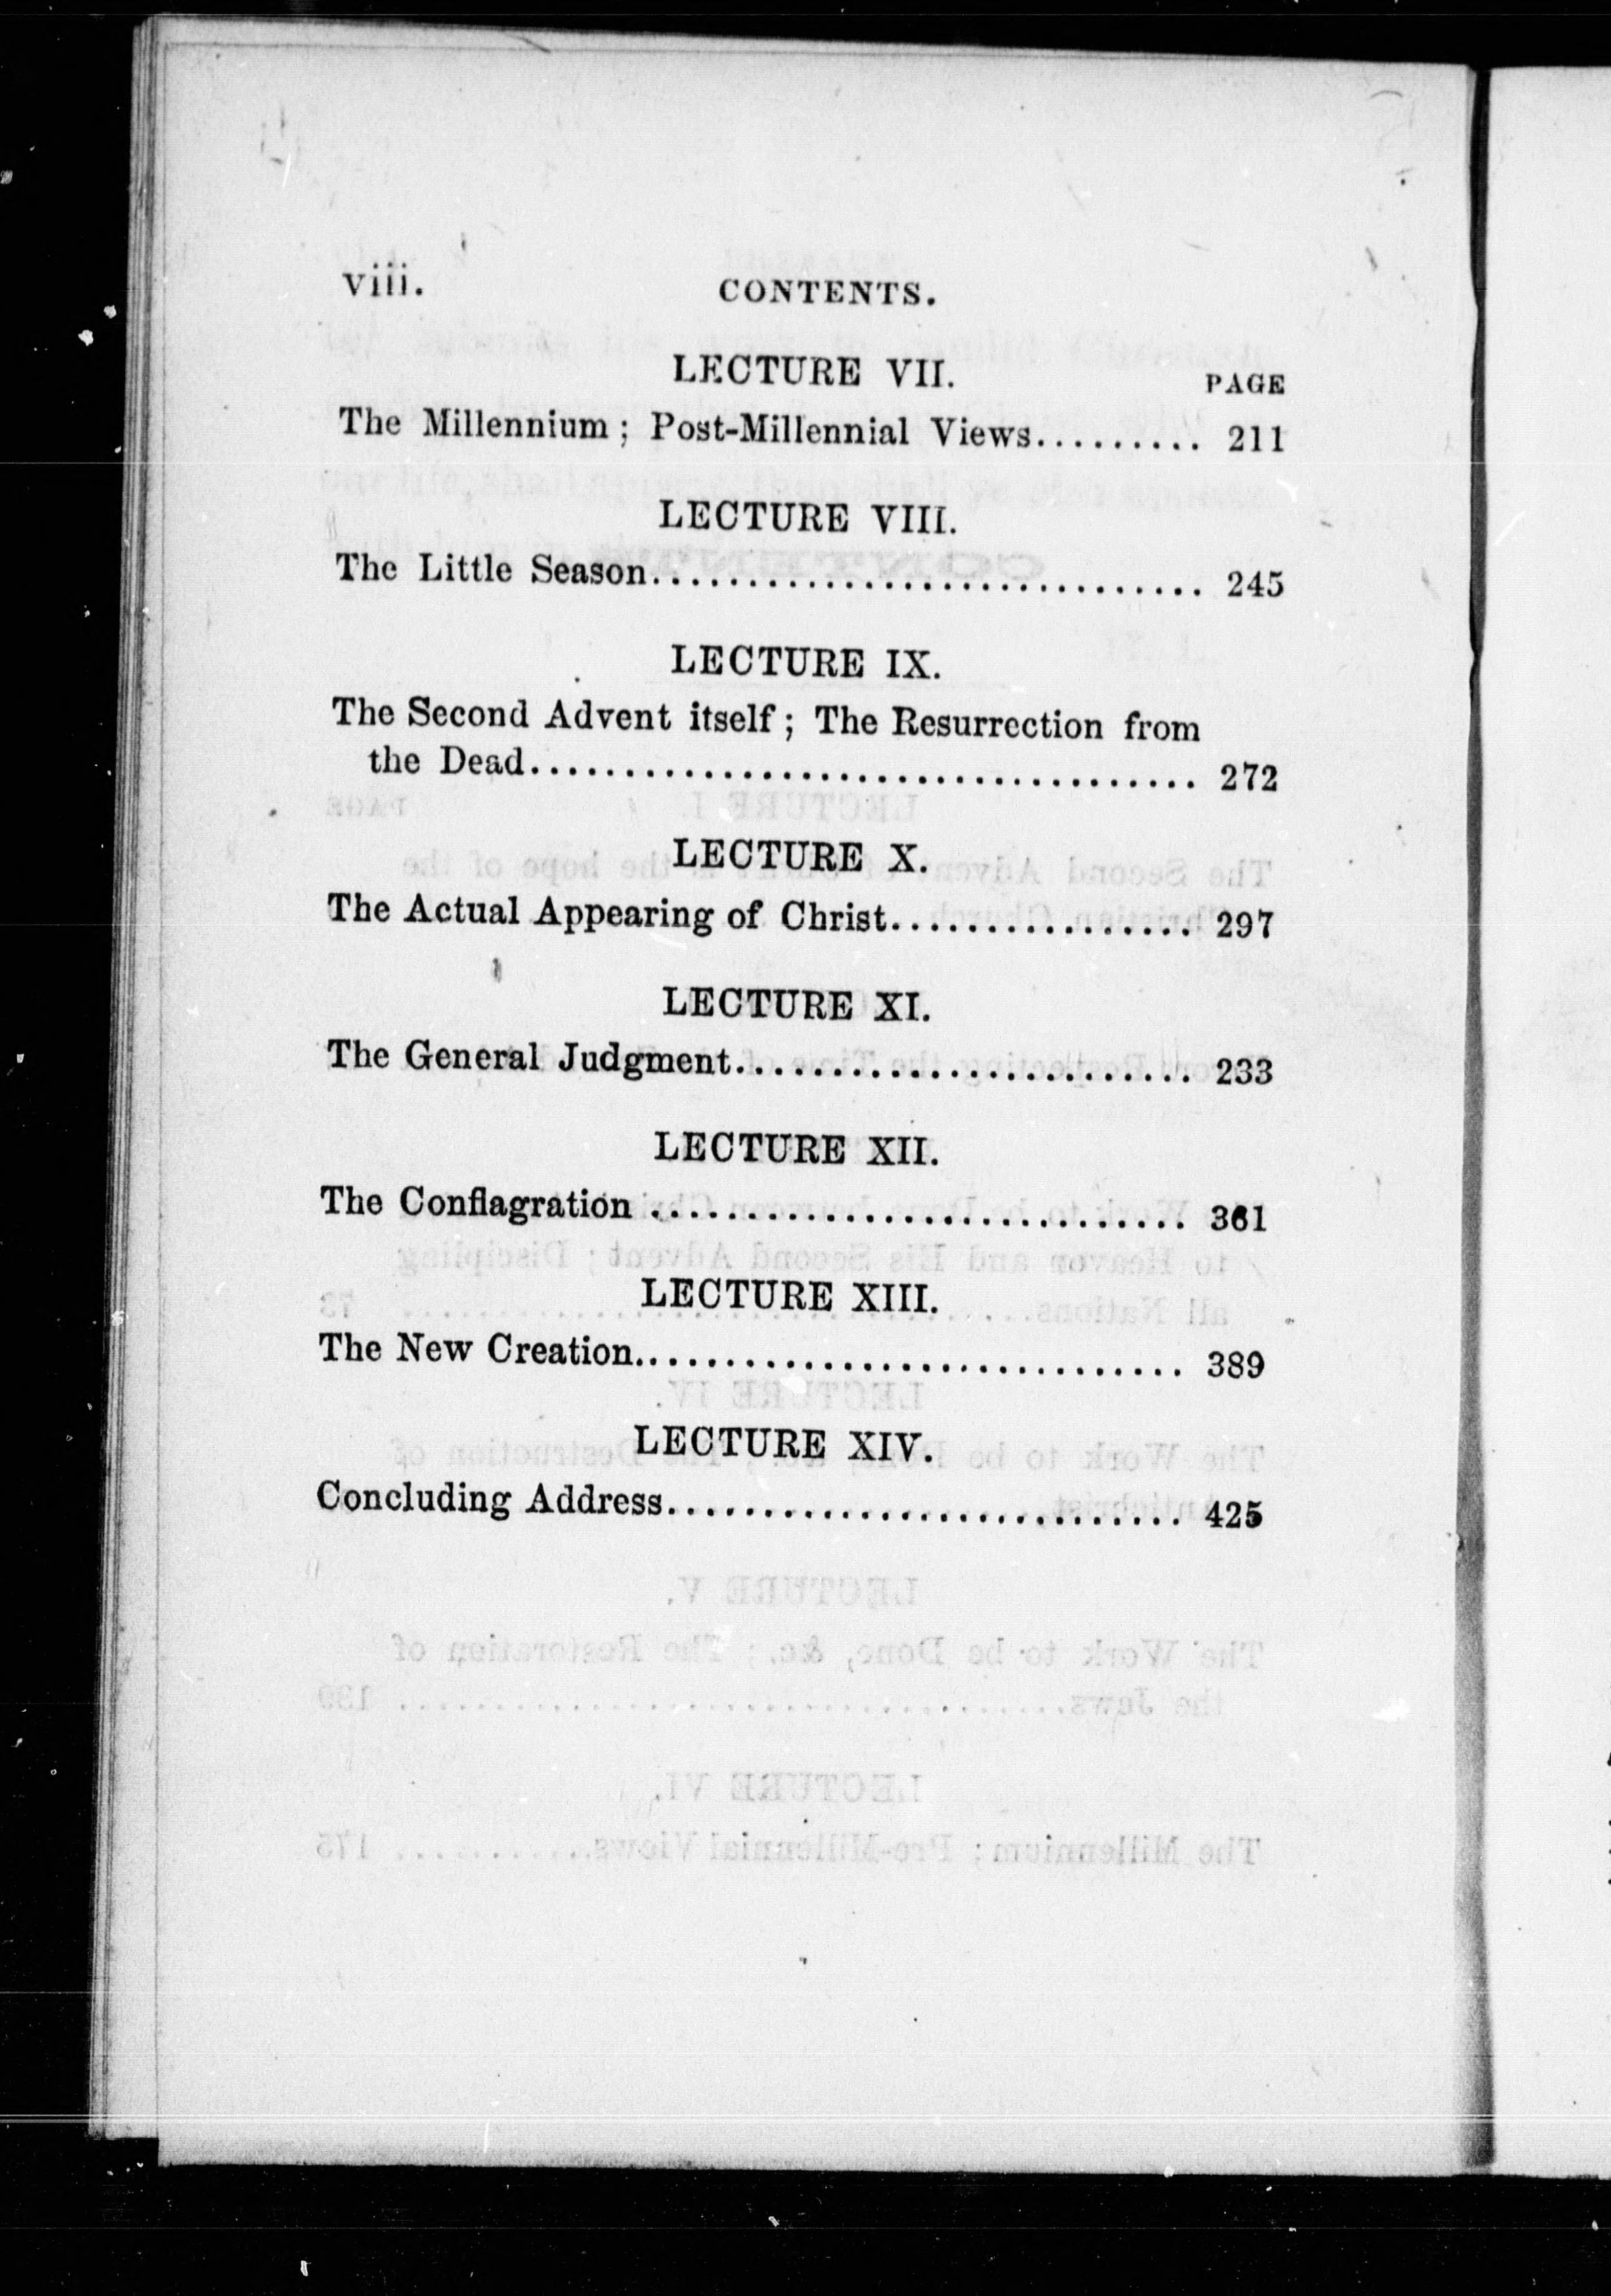 viii. CONTENTS.
LECTURE VII.
PAGE
The Millennium; Post-Millennial Views......... 211
LECTURE VIII.
The Little Season............................. 245
LECTURE IX.
The Second Advent itself; The Resurrection from
the Dead................................... 272
LECTURE X.
The Actual Appearing of Christ................ 297
LECTURE XI.
The General Judgment........................ 233
LECTURE XII.
The Conflagration ............................ 361
LECTURE XIII.
The New Creation............................. 389
LECTURE XIV.
Concluding Address........................... 425